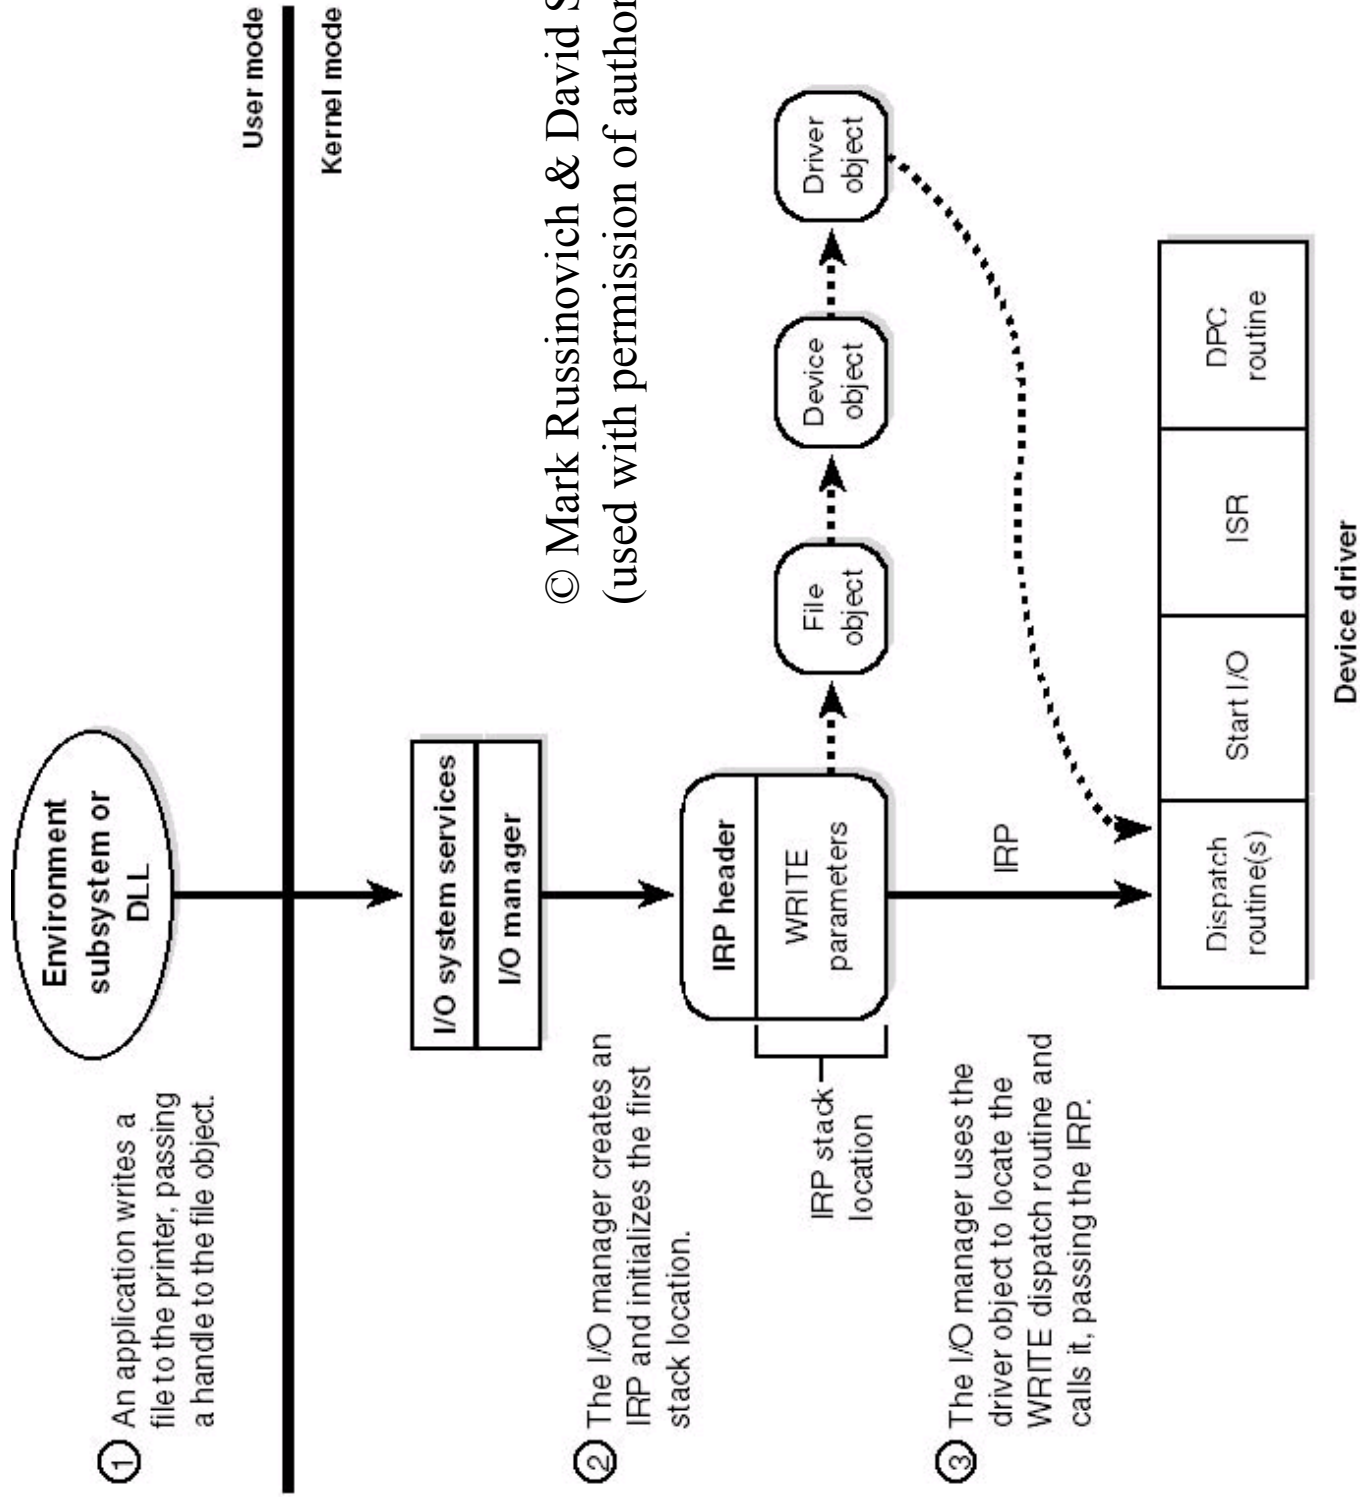 Environment
subsystem or
DLL
1 An application writes a
file to the printer, passing
a handle to the file object.
User mode
Kernel mode
I/O system services
I/O manager
2 The I/O manager creates an
IRP and initializes the first
stack location.
© Mark Russinovich & David
(used with permission of
IRP header
WRITE
parameters
IRP stack
location
File
object
Device
object
Driver
object
3 The I/O manager uses the
driver object to locate the
WRITE dispatch routine and
calls it, passing the IRP.
IRP
Dispatch
routine(s)
Start I/O
ISR
DPC
routine
Device driver